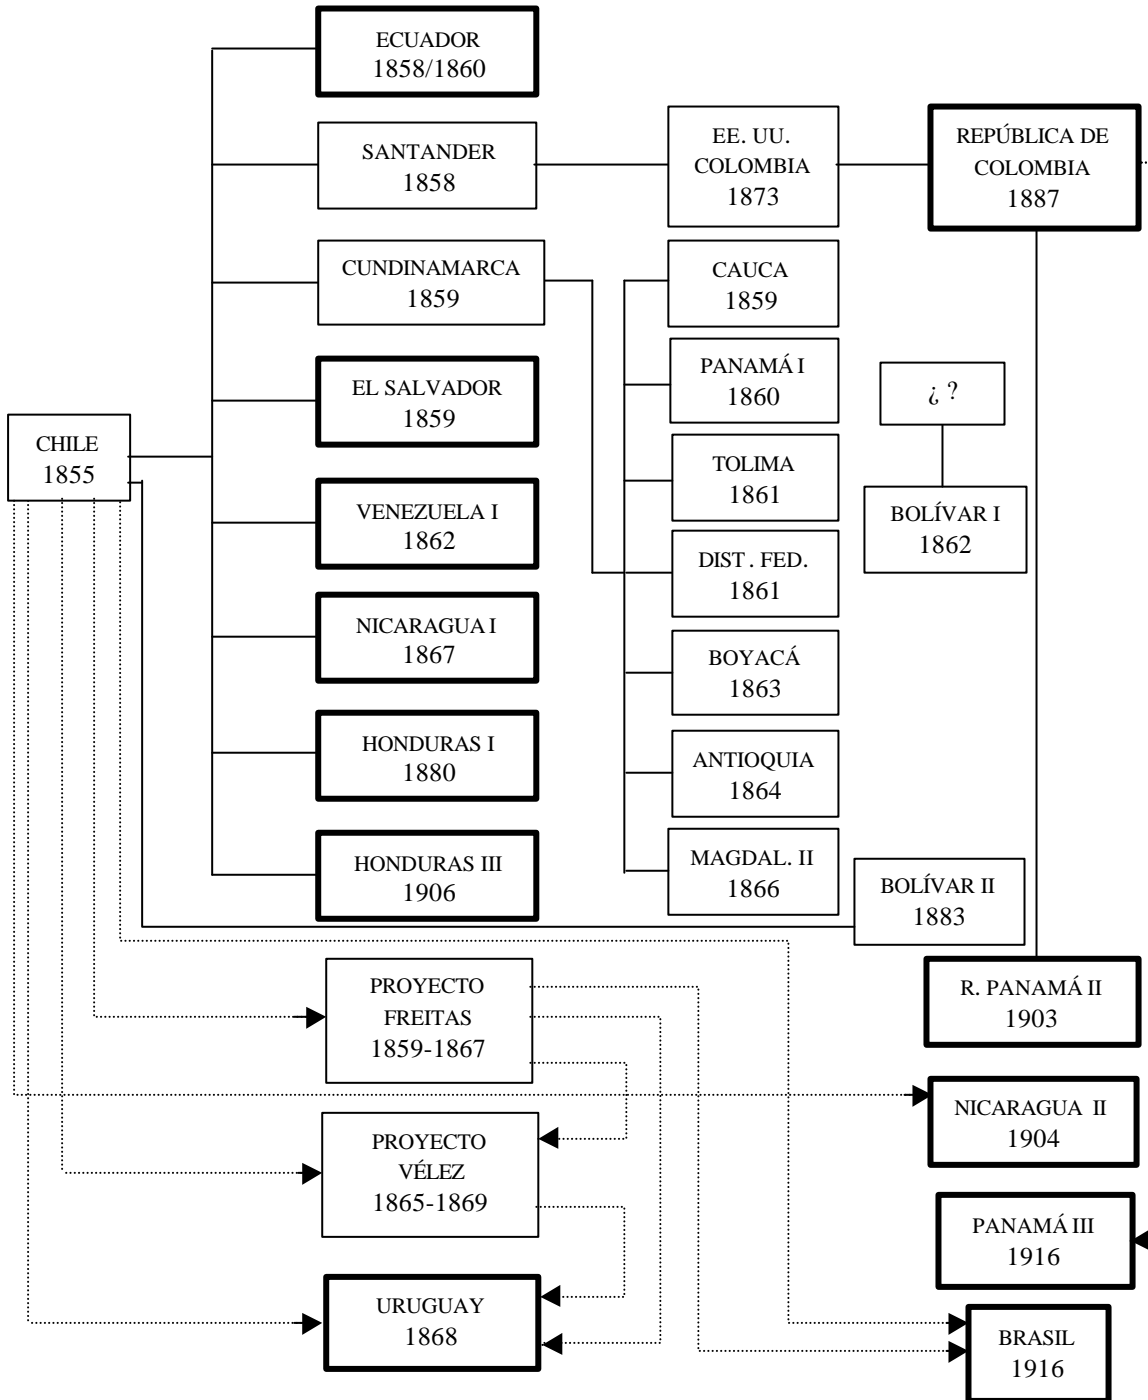 ECUADOR
1858/1860
SANTANDER
1858
EE. UU.
COLOMBIA
1873
REPÚBLICA DE
COLOMBIA
1887
CUNDINAMARCA
1859
CAUCA
1859
EL SALVADOR
1859
PANAMÁ I
1860
¿ ?
CHILE
1855
TOLIMA
1861
VENEZUELA I
1862
BOLÍVAR I
1862
DIST. FED.
1861
NICARAGUA I
1867
BOYACÁ
1863
HONDURAS I
1880
ANTIOQUIA
1864
HONDURAS III
1906
MAGDAL. II
1866
BOLÍVAR II
1883
PROYECTO
FREITAS
1859-1867
R. PANAMÁ II
1903
NICARAGUA II
1904
PROYECTO
VÉLEZ
1865-1869
PANAMÁ III
1916
URUGUAY
1868
BRASIL
1916